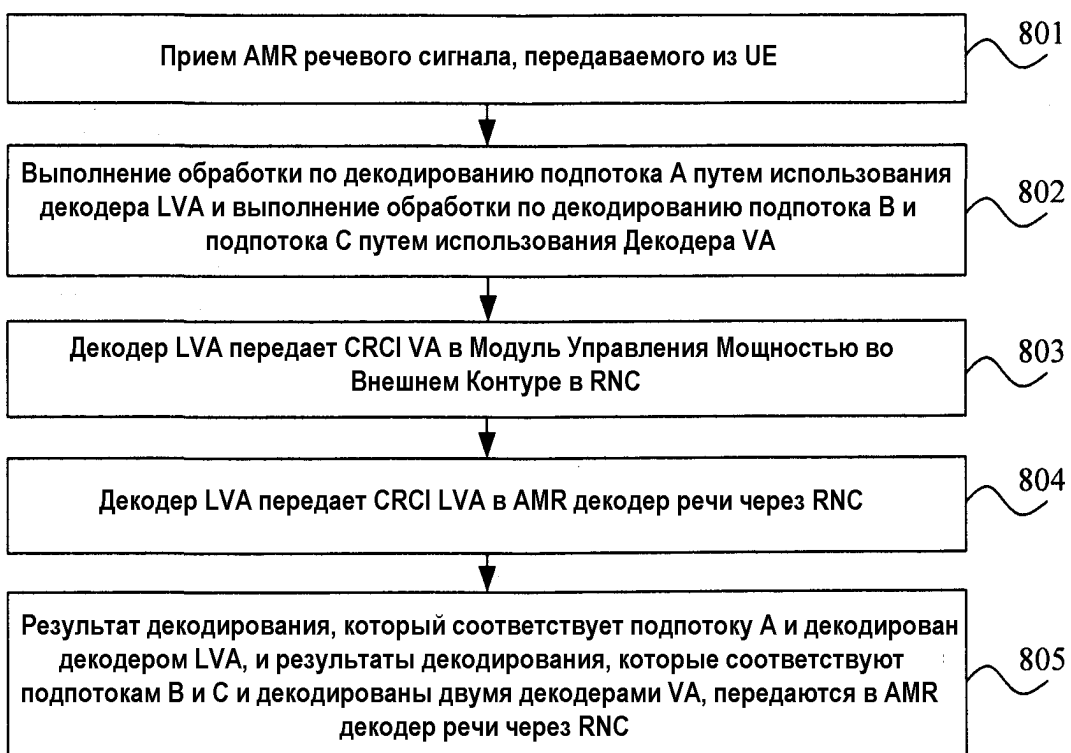 Прием AMR речевого сигнала, передаваемого из UE
801
Выполнение обработки по декодированию подпотока A путем использования
декодера LVA и выполнение обработки по декодированию подпотока B и
подпотока C путем использования Декодера VA
802
Декодер LVA передает CRCI VA в Модуль Управления Мощностью во
Внешнем Контуре в RNC
803
Декодер LVA передает CRCI LVA в AMR декодер речи через RNC
804
Результат декодирования, который соответствует подпотоку A и декодирован
декодером LVA, и результаты декодирования, которые соответствуют
подпотокам B и C и декодированы двумя декодерами VA, передаются в AMR
декодер речи через RNC
805